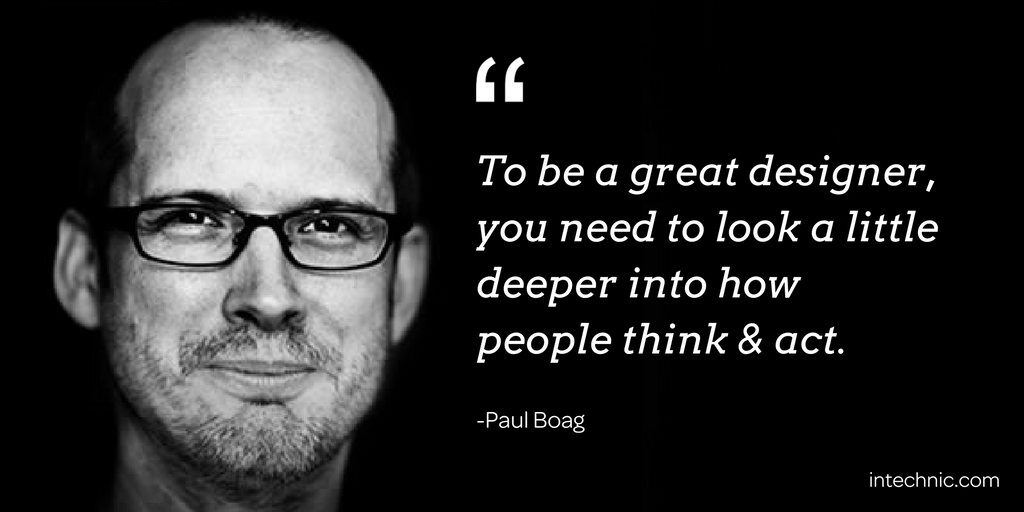 “
To be a great designer,
you need to look a little
deeper into how
people think & act.
-Paul Boag
intechnic.com